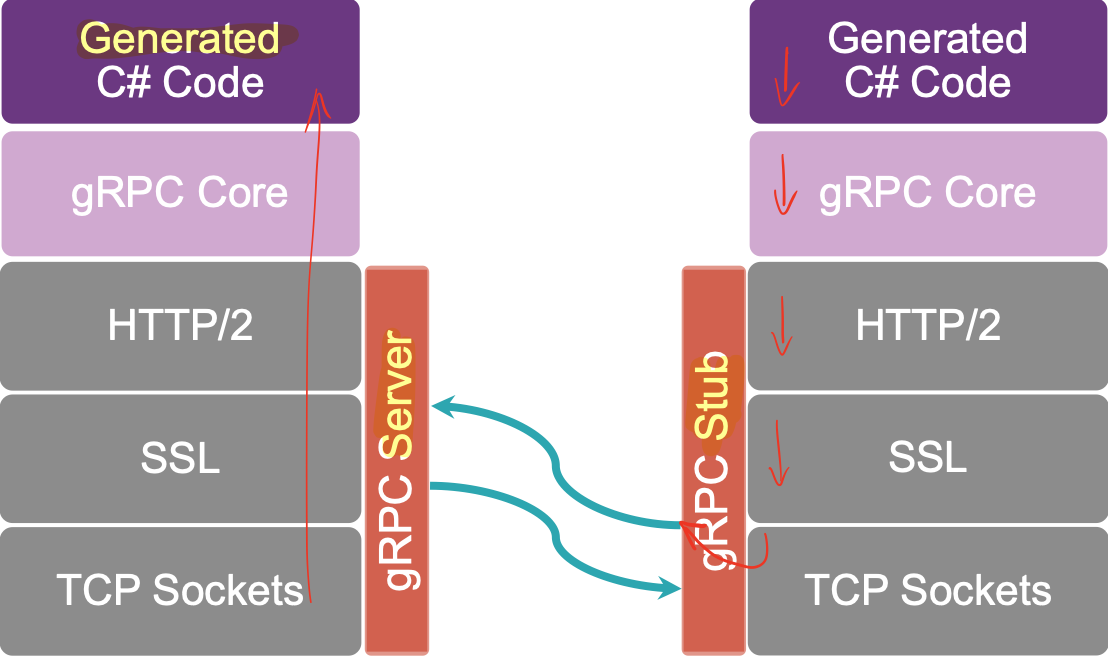 Generated
C# Code
gRPC Core
HTTP/2
SSL
TCP Sockets
gRPC Server
gRPC Stub
Generated
C# Code
gRPC Core
HTTP/2
SSL
TCP Sockets